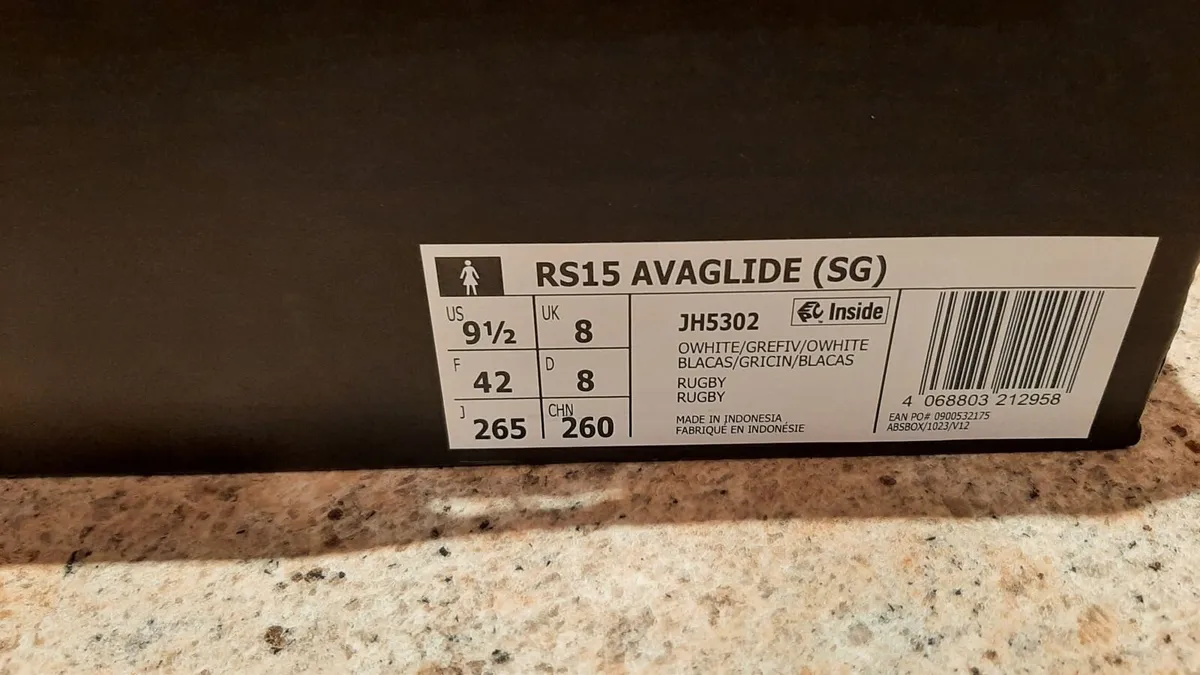 RS15 AVAGLIDE (SG)
US 9½ UK 8
F 42 D 8
J 265 CHN 260
JH5302
Inside
OWHITE/GREFIV/OWHITE
BLACAS/GRICIN/BLACAS
RUGBY
RUGBY
MADE IN INDONESIA
FABRIQUÉ EN INDONÉSIE
4 068803 212958
EAN PO# 0900532175
ABSBOX/1023/V12